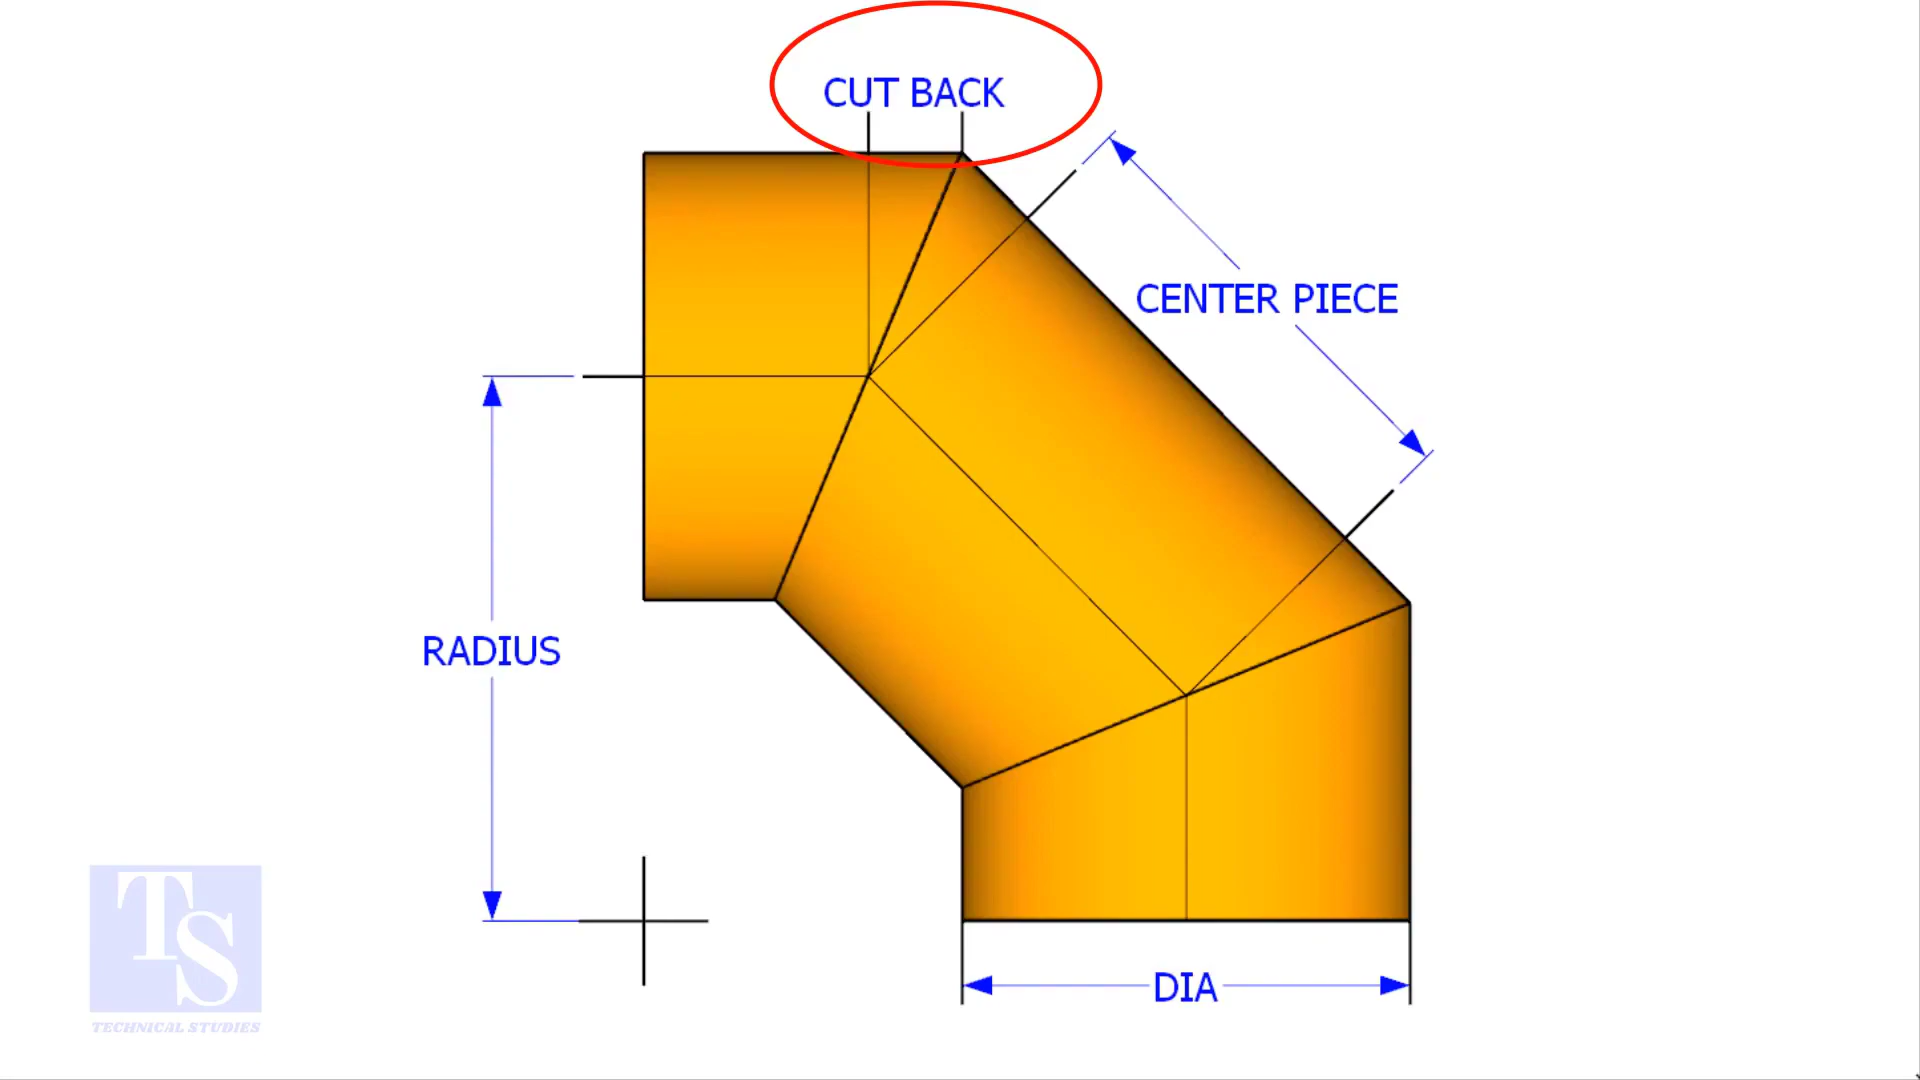 CUT BACK
CENTER PIECE
RADIUS
DIA
TS
TECHNICAL STUDIES